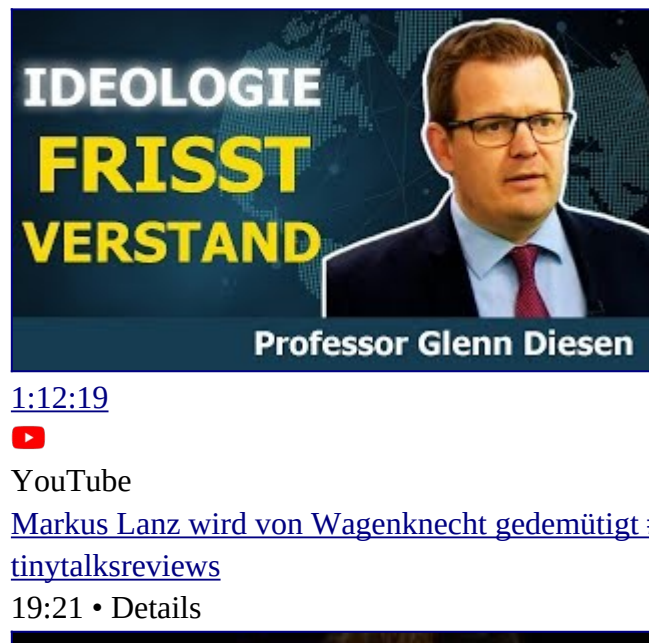 IDEOLOGIE
FRISST
VERSTAND
Professor Glenn Diesen
1:12:19
YouTube
Markus Lanz wird von Wagenknecht gedemütigt
tinytalksreviews
19:21 • Details